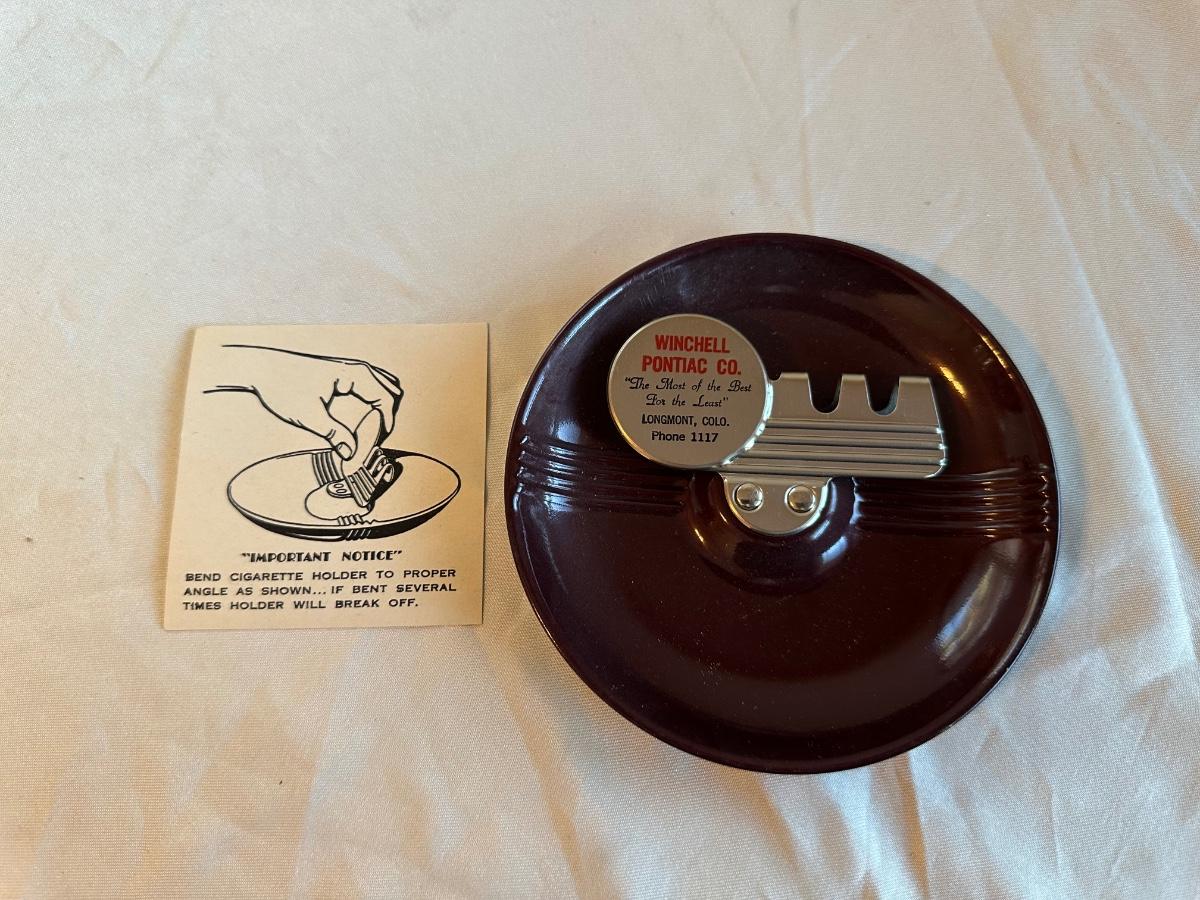 "IMPORTANT NOTICE"
BEND CIGARETTE HOLDER TO PROPER
ANGLE AS SHOWN... IF BENT SEVERAL
TIMES HOLDER WILL BREAK OFF.
WINCHELL
PONTIAC CO.
"The Most of the Best
For the Least"
LONGMONT, COLO.
Phone 1117